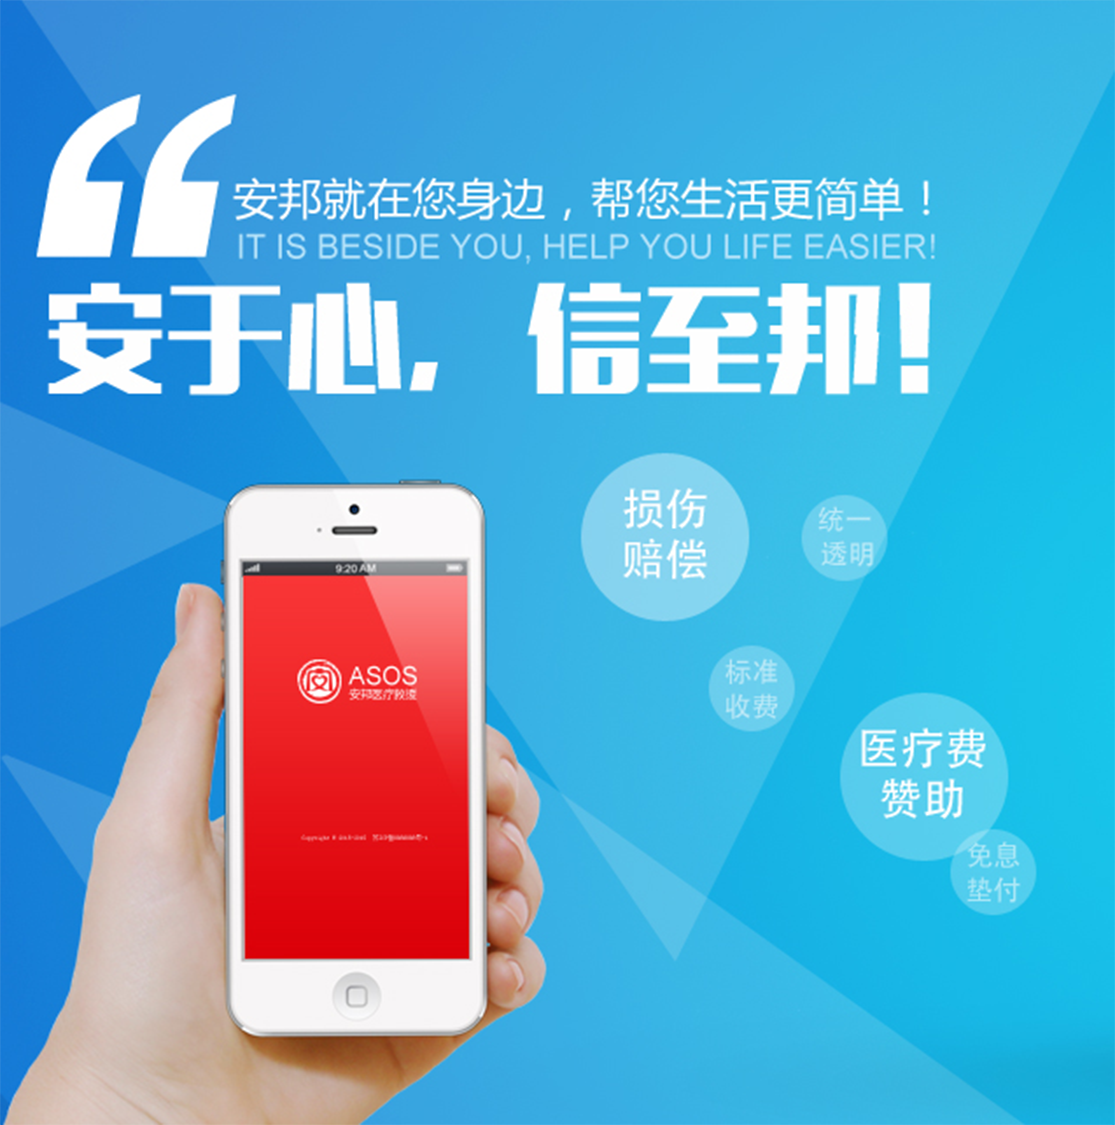 安邦就在您身边，帮您生活更简单！
IT IS BESIDE YOU, HELP YOU LIFE EASIER!
安于心，信至邦！
损伤
赔偿
统一
透明
标准
收费
医疗费
赞助
免息
垫付
9:20 AM
ASOS
安邦医疗救援